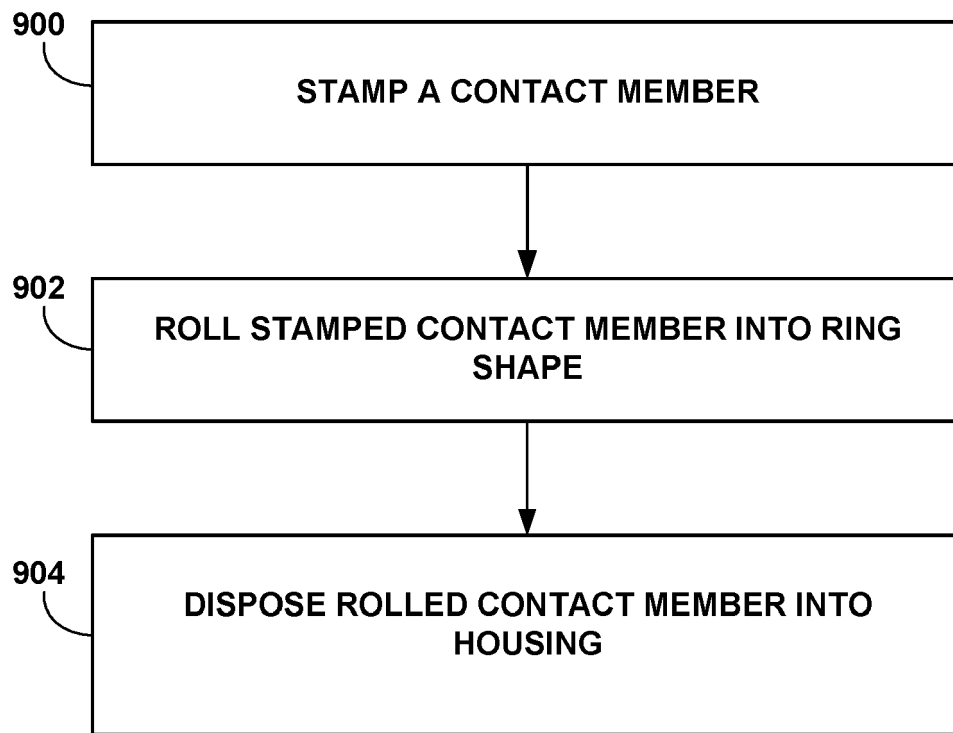 900
STAMP A CONTACT MEMBER
902
ROLL STAMPED CONTACT MEMBER INTO RING
SHAPE
904
DISPOSE ROLLED CONTACT MEMBER INTO
HOUSING